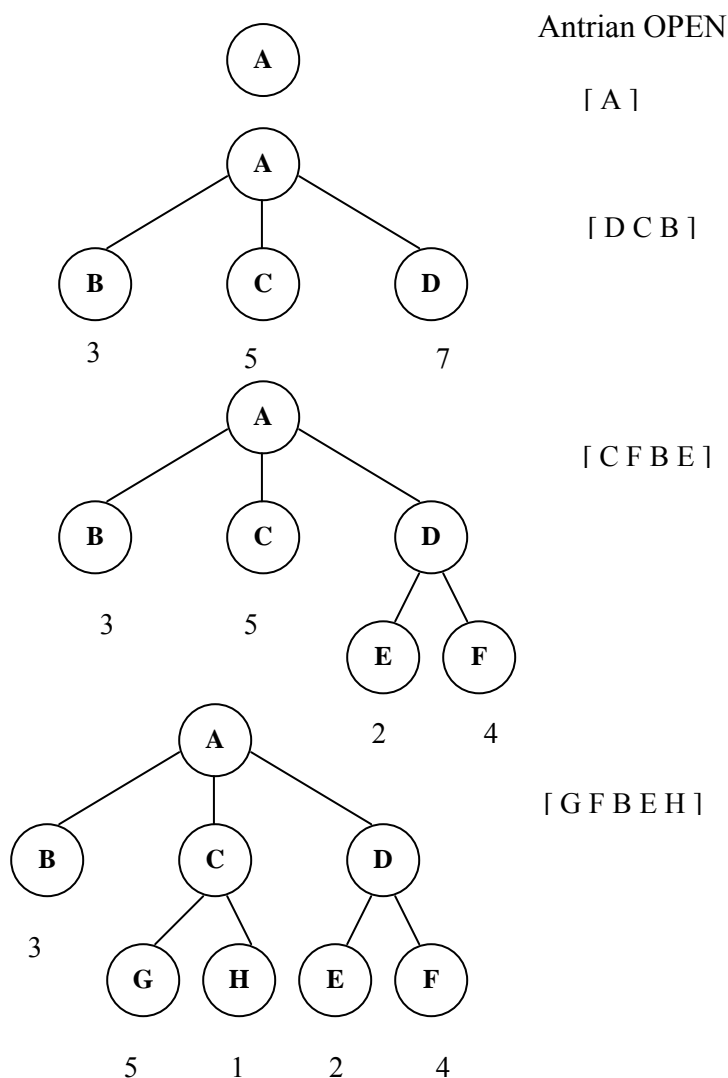 Antrian OPEN
A
[ A ]
A
[ D C B ]
B C D
3 5 7
A
[ C F B E ]
B C D
3 5
E F
2 4
A
[ G F B E H ]
B C D
3
G H E F
5 1 2 4